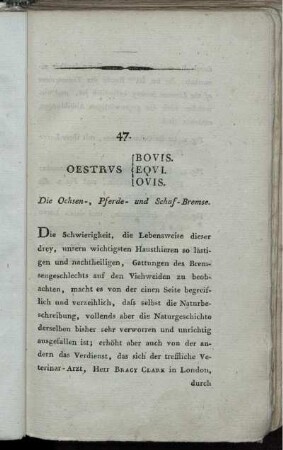 47.
OESTRVS { BOVIS.
EQVI.
OVIS.
Die Ochsen-, Pferde- und Schaf-Bremse.
Die Schwierigkeit, die Lebensweise dieser
drey, unsern wichtigsten Hausthieren so lästi-
gen und nachtheiligen, Gattungen des Brem-
sengeschlechts auf den Viehweiden zu beob-
achten, macht es von der einen Seite begreif-
lich und verzeihlich, daſs selbst die Naturbe-
schreibung, vollends aber die Naturgeschichte
derselben bisher sehr verworren und unrichtig
ausgefallen ist; erhöht aber auch von der an-
dern das Verdienst, das sich der treffliche Ve-
terinar-Arzt, Herr BRACY CLARK in London,
durch